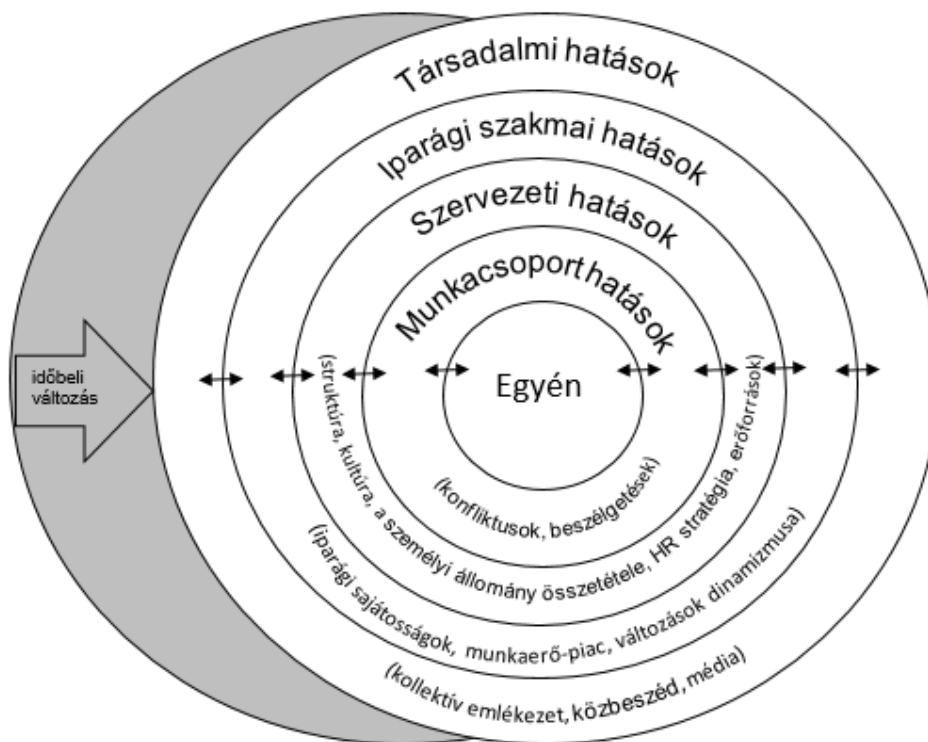 Társadalmi hatások
Iparági szakmai hatások
Szervezeti hatások
Munkacsoport hatások
időbeli
változás
Egyén
(konfliktusok, beszélgetések)
(struktúra, kultúra, a személyi állomány összetétele, HR stratégia, erőforrások)
(iparági sajátosságok, munkaerő-piac, változások dinamizmusa)
(kollektív emlékezet, közbeszéd, média)